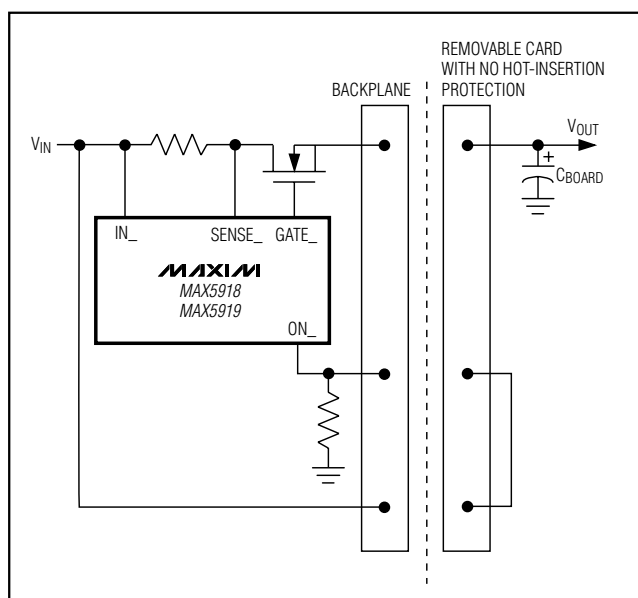 REMOVABLE CARD
WITH NO HOT-INSERTION
PROTECTION
BACKPLANE
VIN
VOUT
+
CBOARD
IN_
SENSE_
GATE_
MAXIM
MAX5918
MAX5919
ON_